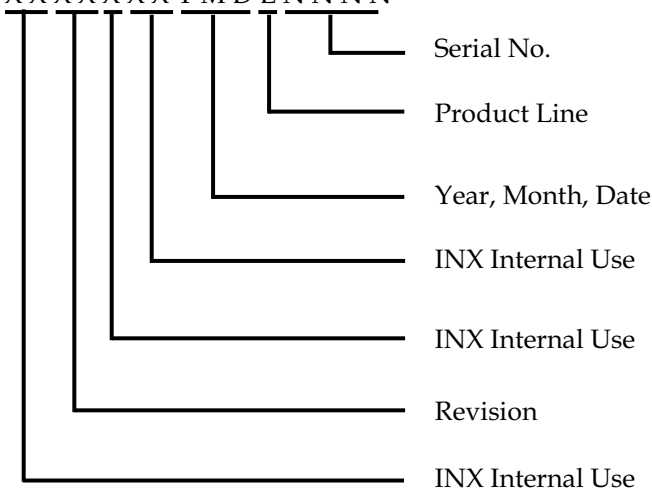 X X X X X X X Y M D L N N N N
Serial No.
Product Line
Year, Month, Date
INX Internal Use
INX Internal Use
Revision
INX Internal Use